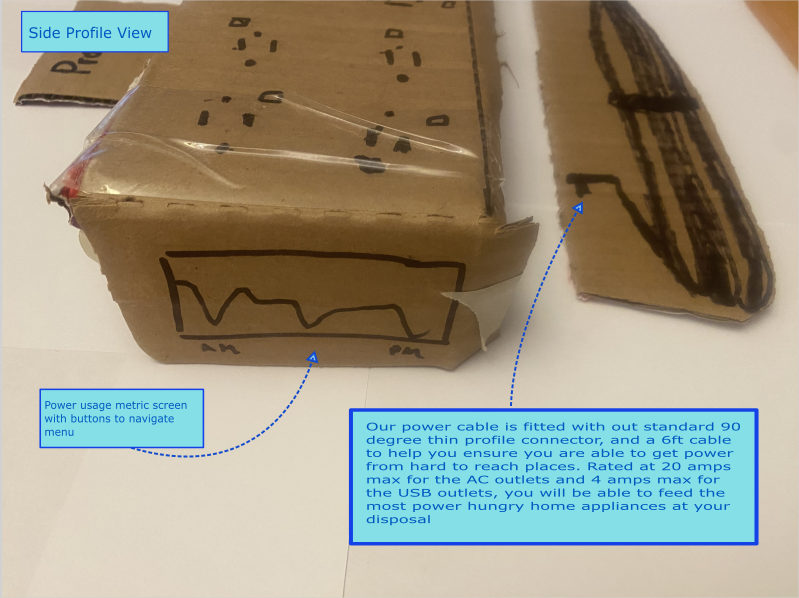 Side Profile View
Pr
AM
PM
Power usage metric screen
with buttons to navigate
menu
Our power cable is fitted with out standard 90
degree thin profile connector, and a 6ft cable
to help you ensure you are able to get power
from hard to reach places. Rated at 20 amps
max for the AC outlets and 4 amps max for
the USB outlets, you will be able to feed the
most power hungry home appliances at your
disposal